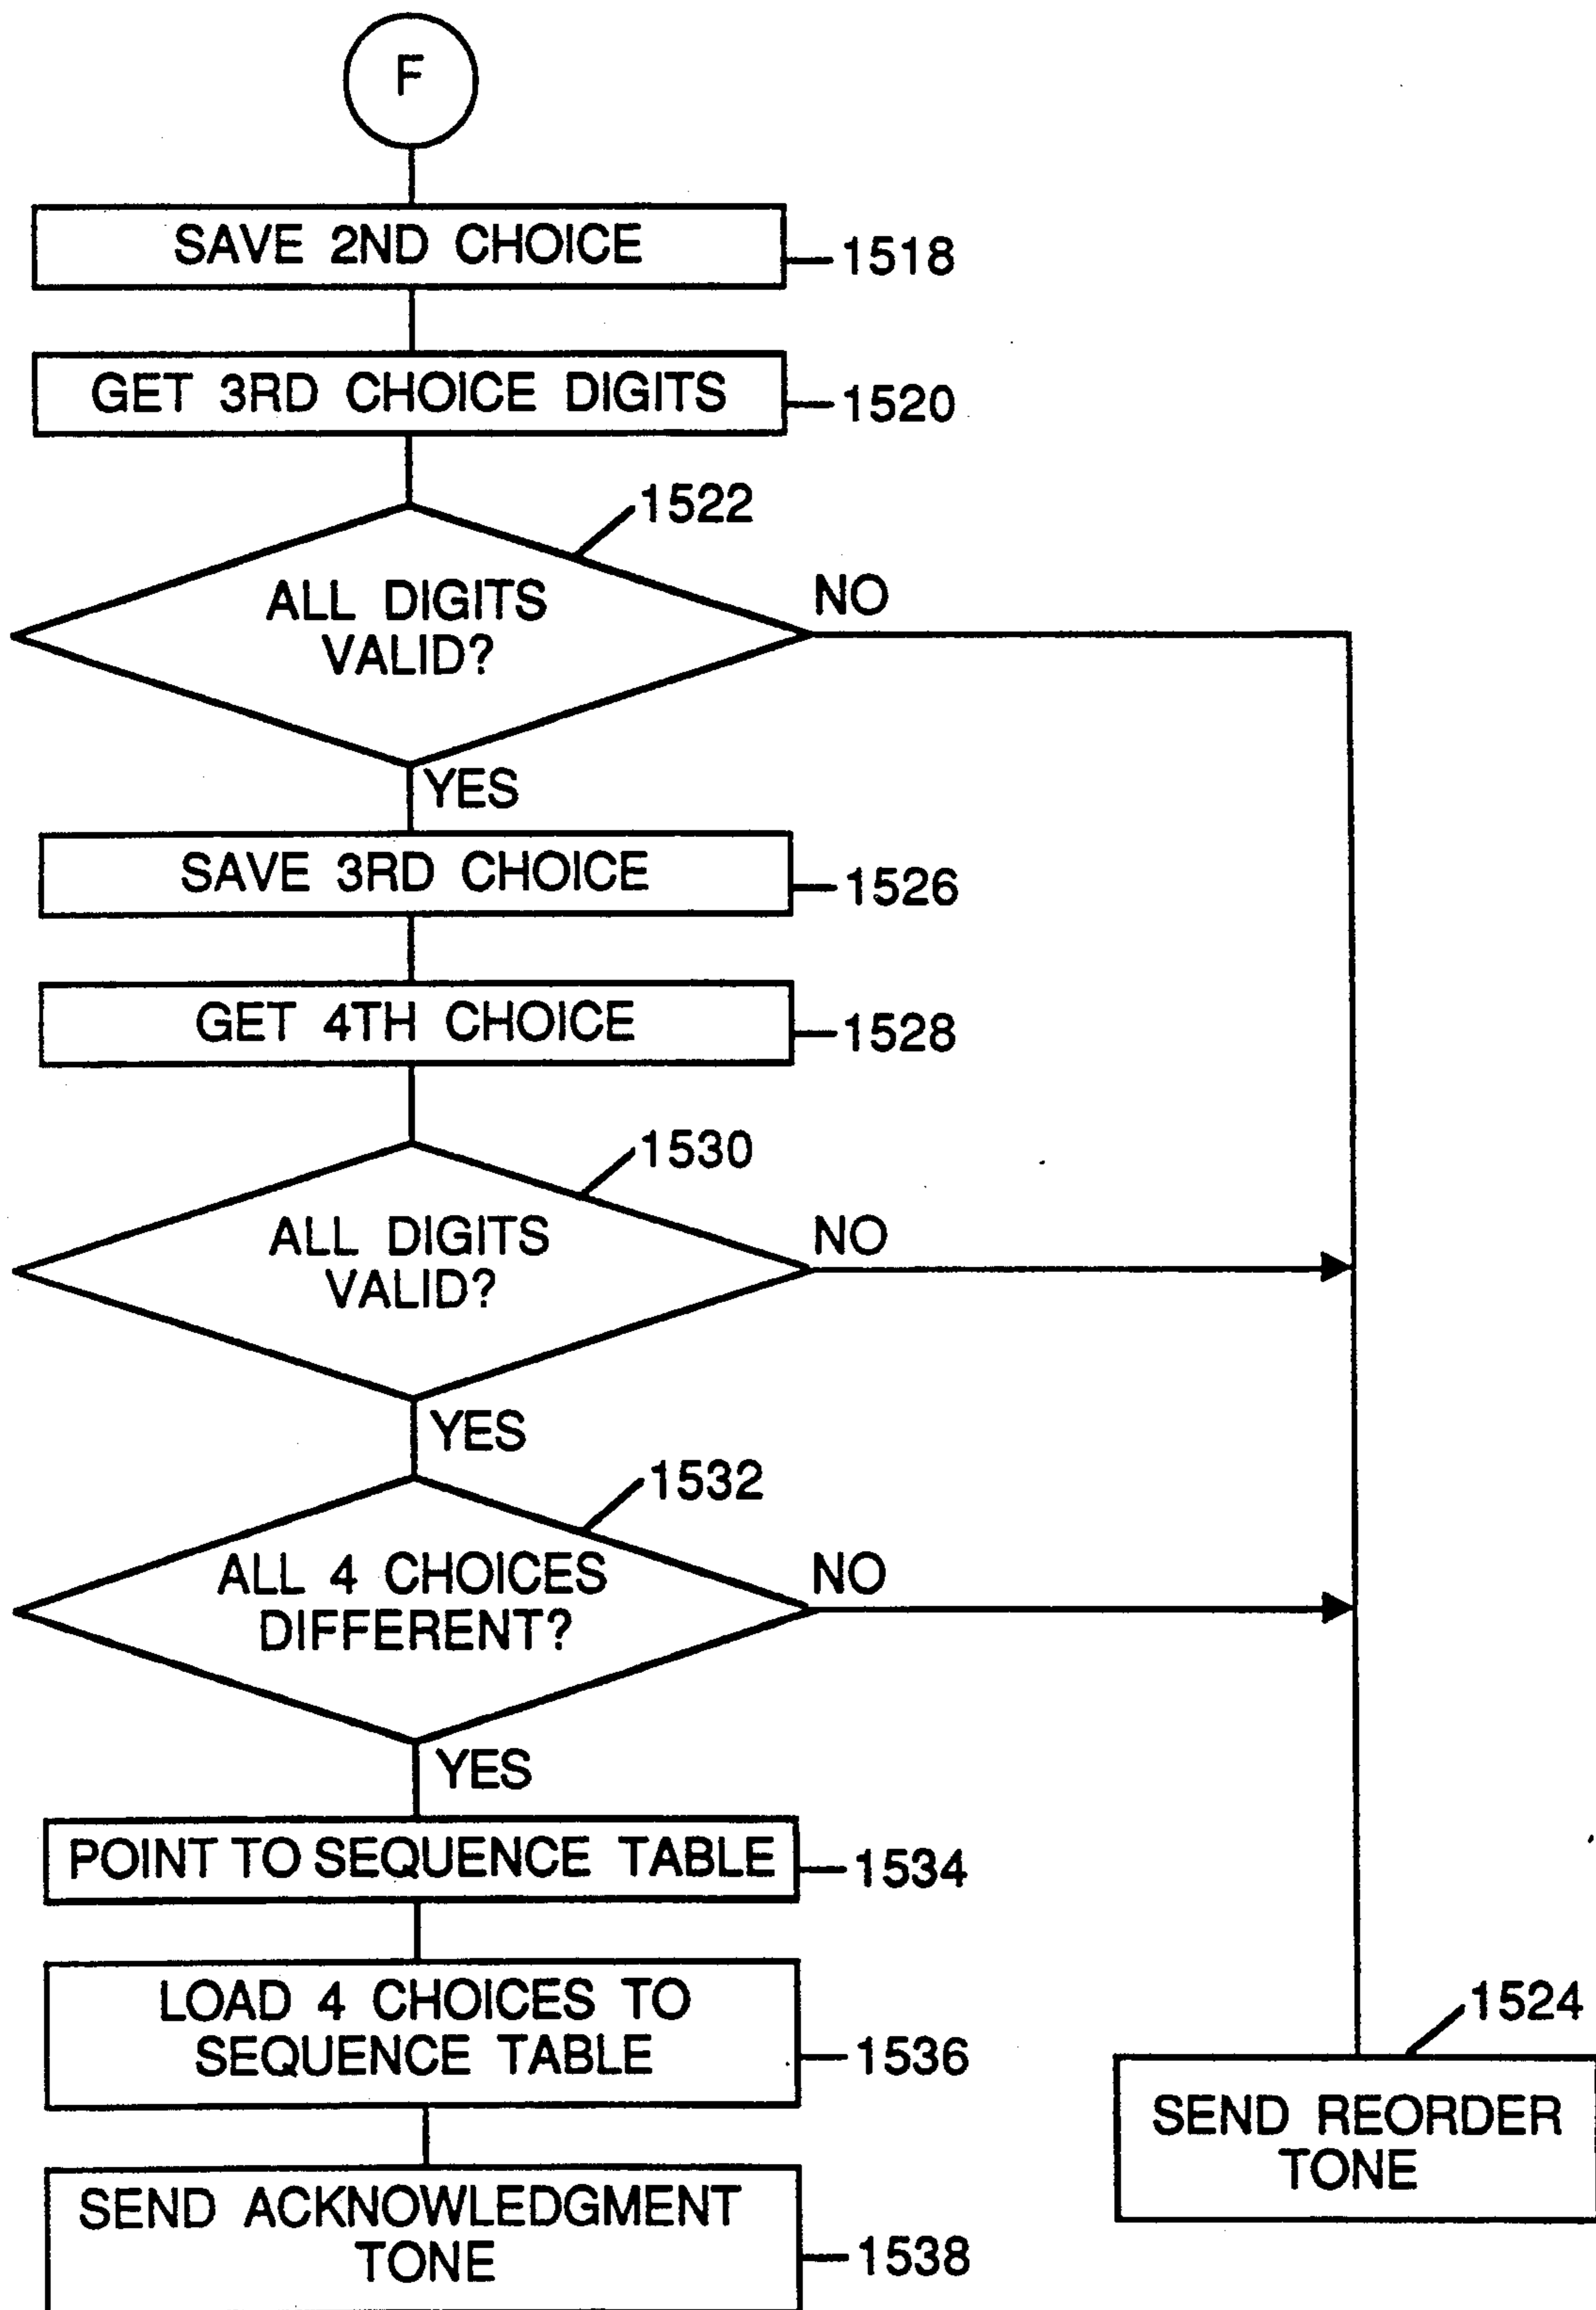 F
SAVE 2ND CHOICE
1518
GET 3RD CHOICE DIGITS
1520
1522
ALL DIGITS
VALID?
NO
YES
SAVE 3RD CHOICE
1526
GET 4TH CHOICE
1528
1530
ALL DIGITS
VALID?
NO
YES
1532
ALL 4 CHOICES
DIFFERENT?
NO
YES
POINT TO SEQUENCE TABLE
1534
LOAD 4 CHOICES TO
SEQUENCE TABLE
1536
1524
SEND REORDER
TONE
SEND ACKNOWLEDGMENT
TONE
1538